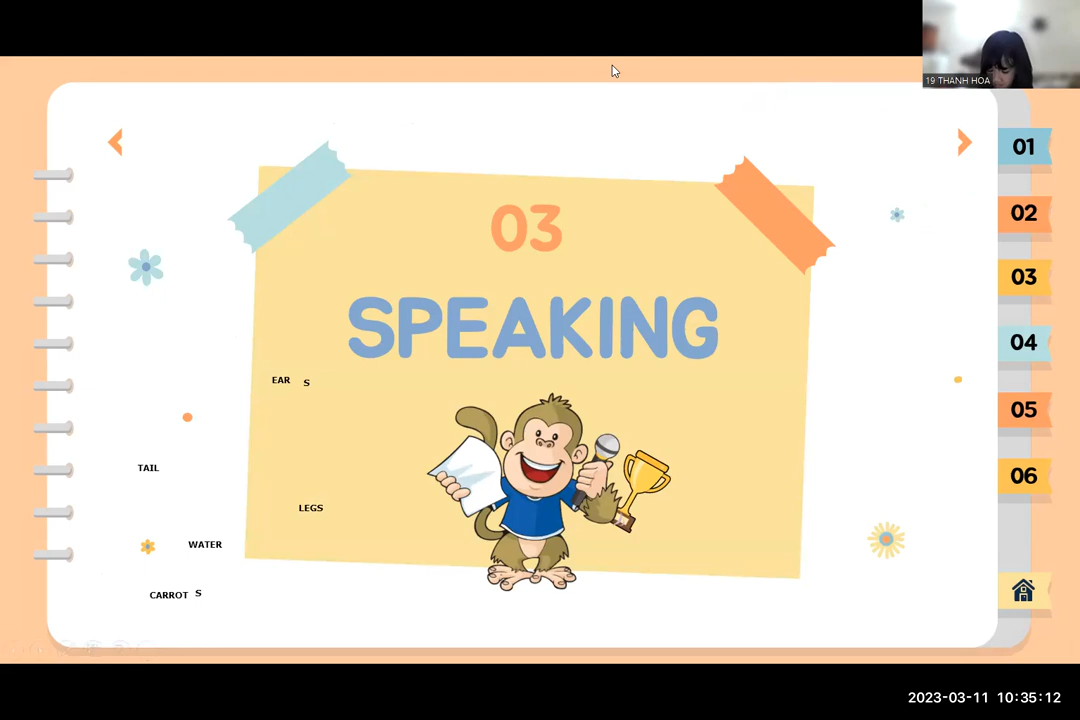 19 THANH HOA
01
03
02
03
SPEAKING
04
EAR S
05
TAIL
06
LEGS
WATER
CARROT S
2023-03-11 10:35:12